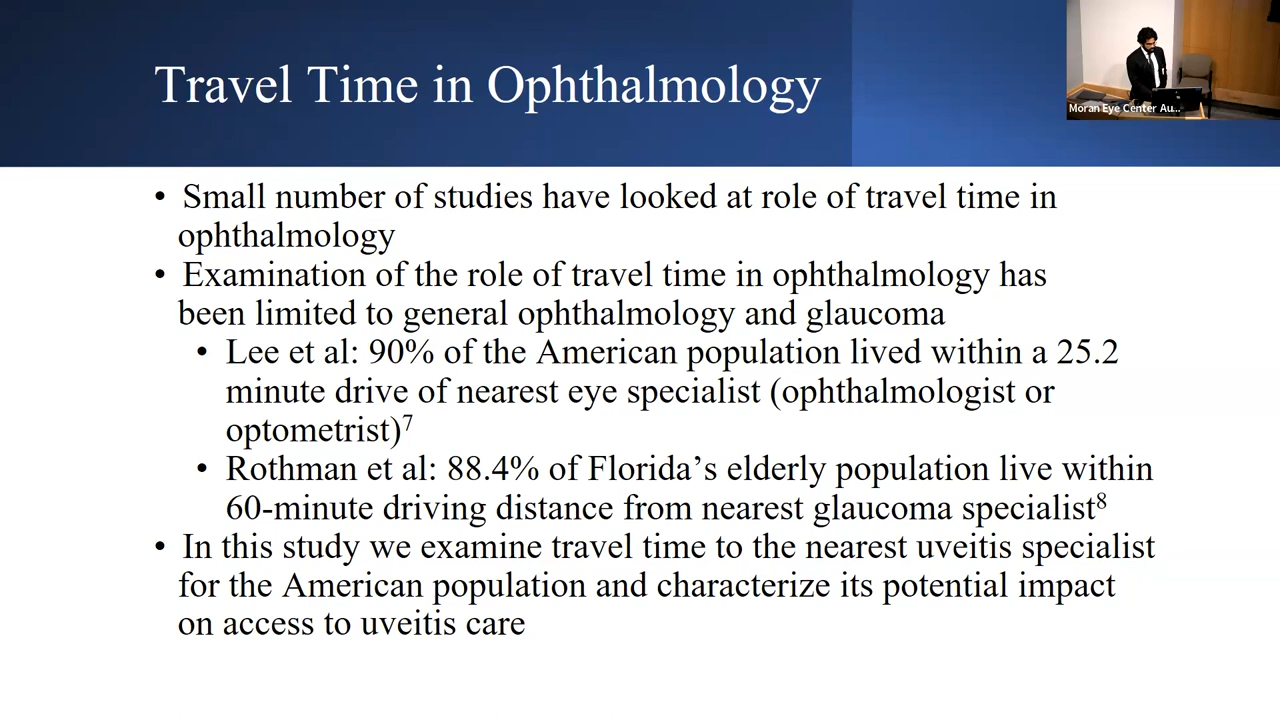 Travel Time in Ophthalmology
Moran Eye Center Au...
• Small number of studies have looked at role of travel time in
ophthalmology
• Examination of the role of travel time in ophthalmology has
been limited to general ophthalmology and glaucoma
• Lee et al: 90% of the American population lived within a 25.2
minute drive of nearest eye specialist (ophthalmologist or
optometrist)⁷
• Rothman et al: 88.4% of Florida’s elderly population live within
60-minute driving distance from nearest glaucoma specialist⁸
• In this study we examine travel time to the nearest uveitis specialist
for the American population and characterize its potential impact
on access to uveitis care